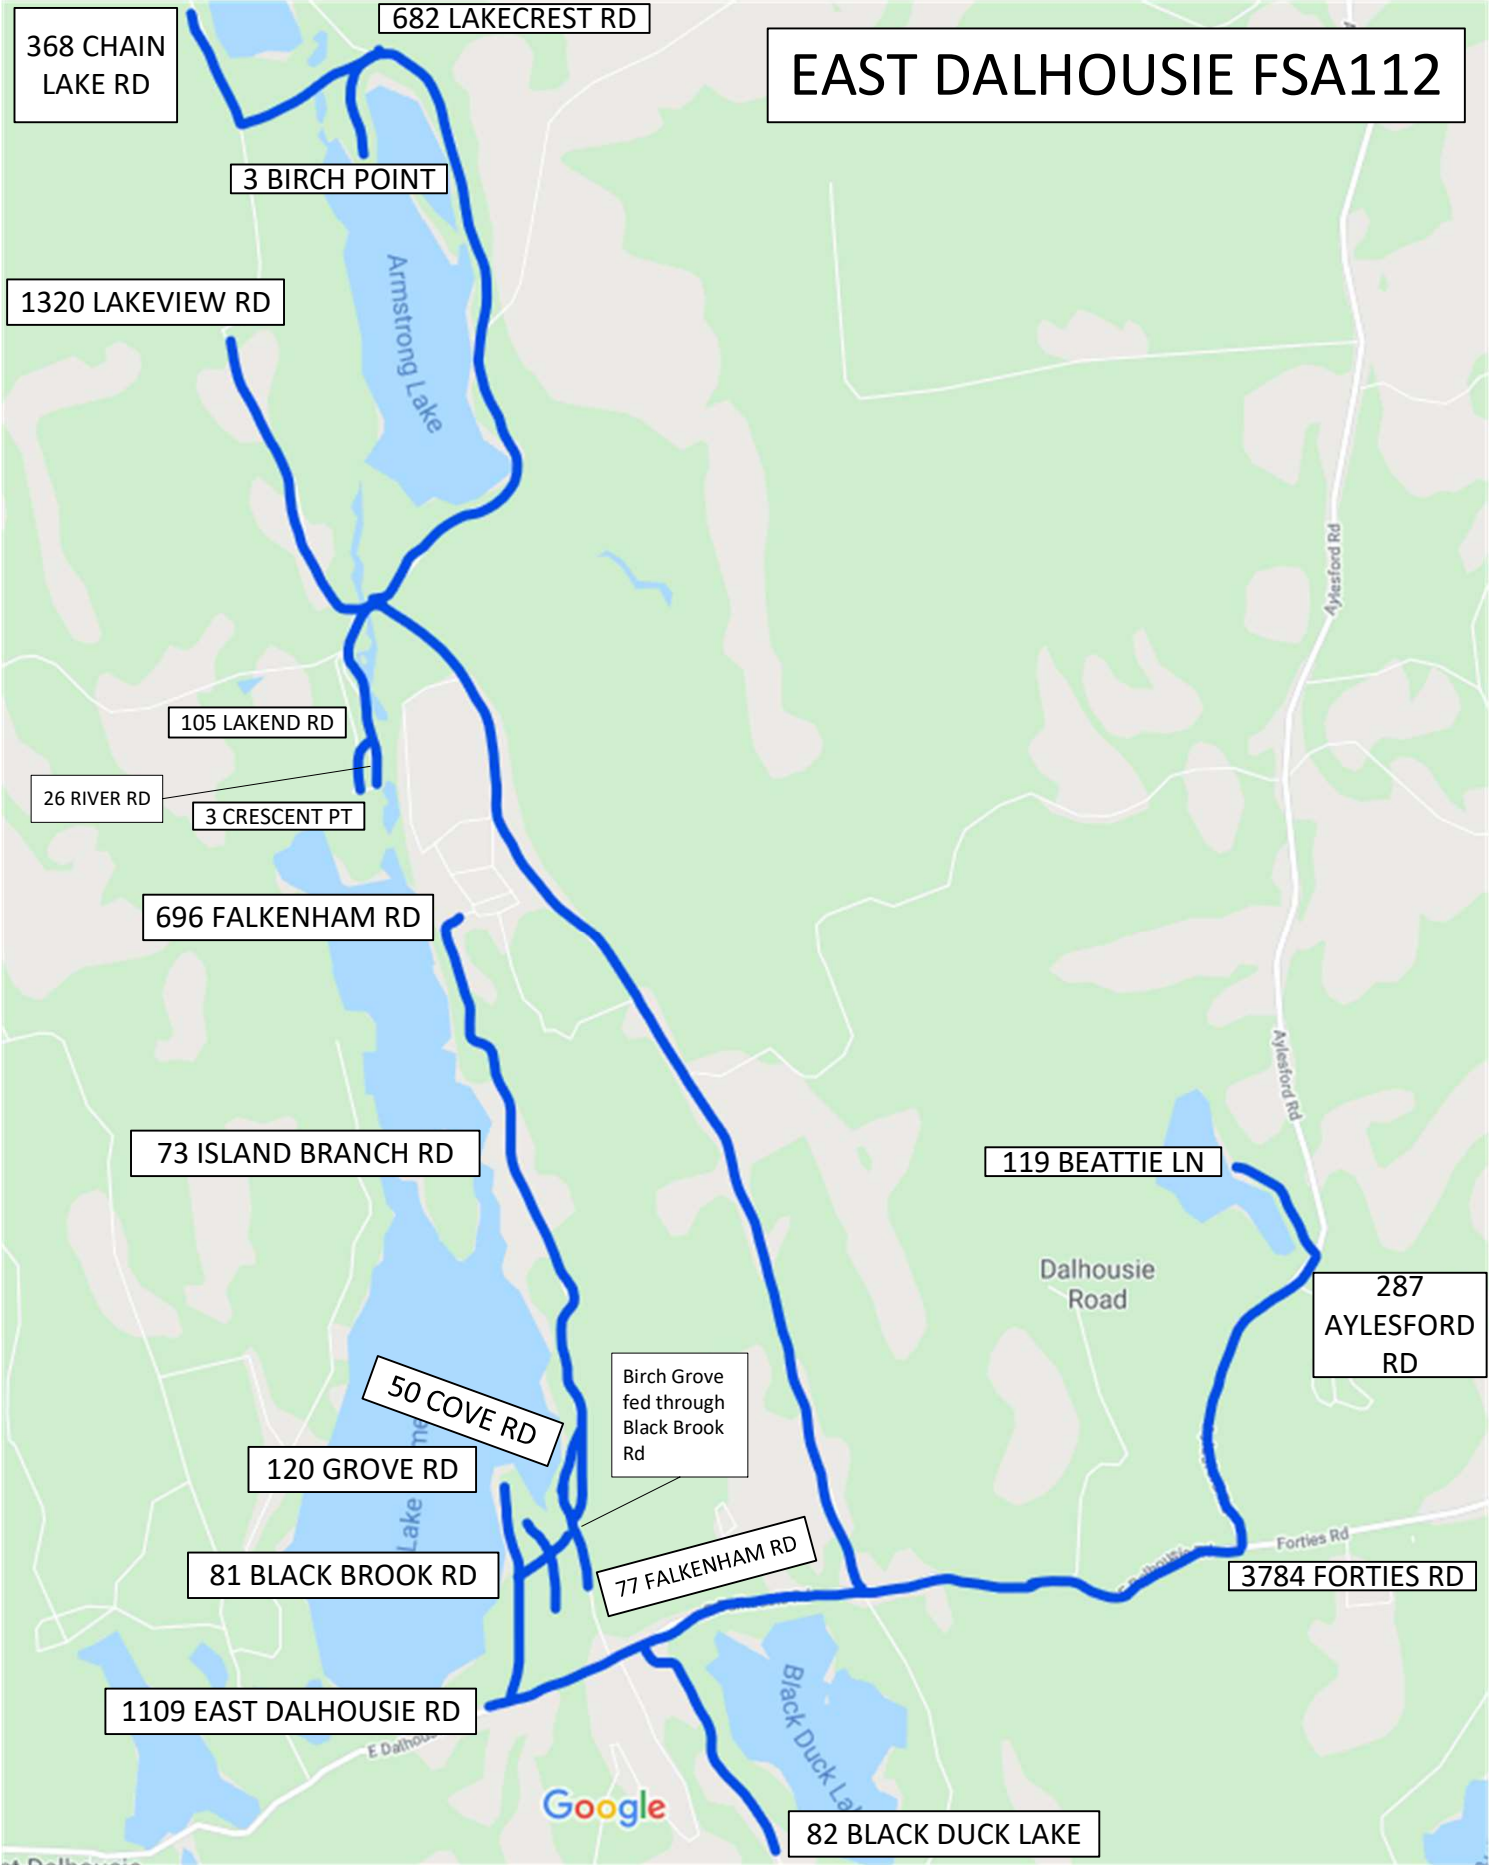 682 LAKECREST RD
368 CHAIN
LAKE RD
EAST DALHOUSIE FSA112
3 BIRCH POINT
Armstrong Lake
1320 LAKEVIEW RD
Aylesford Rd
105 LAKEND RD
26 RIVER RD
3 CRESCENT PT
696 FALKENHAM RD
Aylesford Rd
73 ISLAND BRANCH RD
119 BEATTIE LN
Dalhousie
Road
287
AYLESFORD
RD
50 COVE RD
Birch Grove
fed through
Black Brook
Rd
120 GROVE RD
Lake
Forties Rd
77 FALKENHAM RD
81 BLACK BROOK RD
3784 FORTIES RD
Black Duck
1109 EAST DALHOUSIE RD
E
Google
82 BLACK DUCK LAKE
Dalhousie